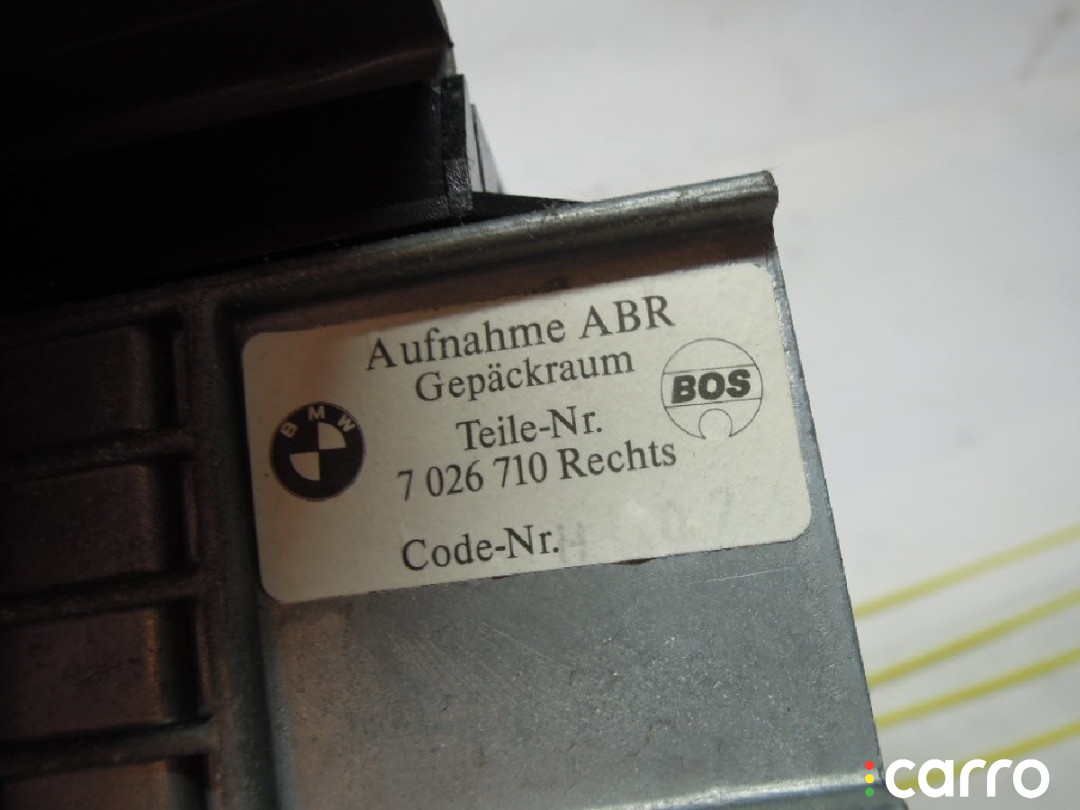 Aufnahme ABR
Gepäckraum
BMW
BOS
Teile-Nr.
7 026 710 Rechts
Code-Nr.
carro